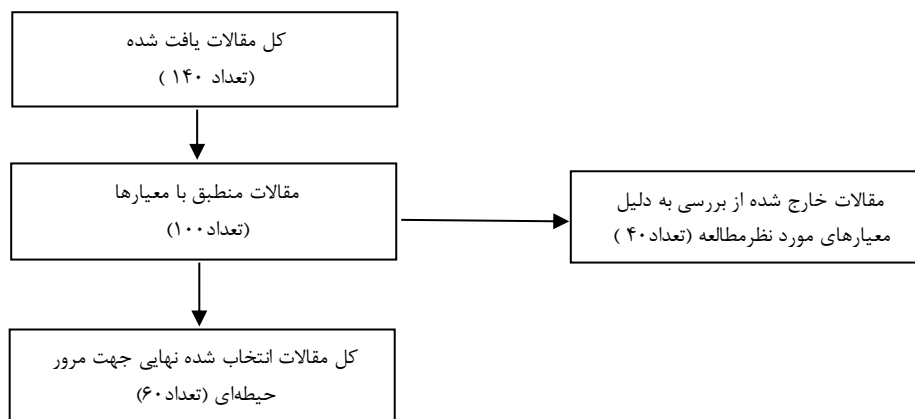 کل مقالات یافت شده
(تعداد ۱۴۰ )
مقالات منطبق با معیارها
(تعداد۱۰۰)
مقالات خارج شده از بررسی به دلیل
معیارهای مورد نظرمطالعه (تعداد۴۰ )
کل مقالات انتخاب شده نهایی جهت مرور
حیطه‌ای (تعداد۶۰)